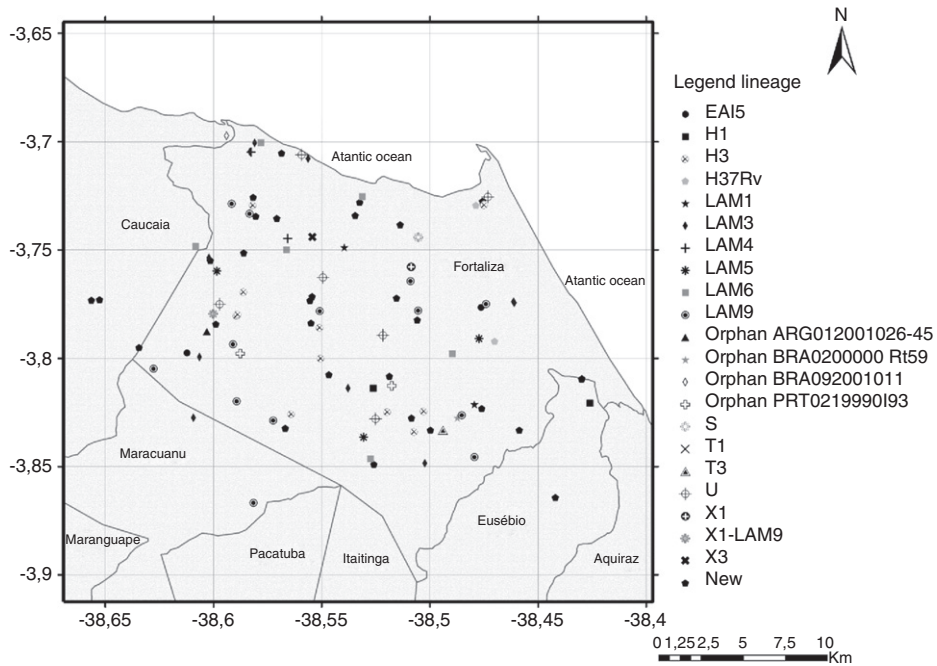 N
-3,65
-3,7
-3,75
-3,8
-3,85
-3,9
-38,65
-38,6
-38,55
-38,5
-38,45
-38,4
Atantic ocean
Caucaia
Fortaliza
Atantic ocean
Maracuanu
Maranguape
Pacatuba
Itaitinga
Eusébio
Aquiraz
Legend lineage
EAI5
H1
H3
H37Rv
LAM1
LAM3
LAM4
LAM5
LAM6
LAM9
Orphan ARG012001026-45
Orphan BRA0200000 Rt59
Orphan BRA092001011
Orphan PRT0219990I93
S
T1
T3
U
X1
X1-LAM9
X3
New
0 1,25 2,5 5 7,5 10
Km